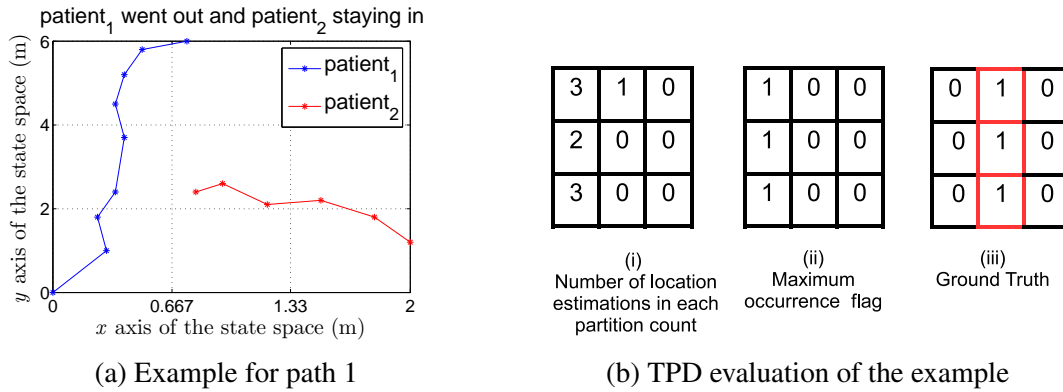 patient₁ went out and patient₂ staying in
6
4
2
0
0 0.667 1.33 2
y axis of the state space (m)
x axis of the state space (m)
patient₁
patient₂
(a) Example for path 1
3 1 0
2 0 0
3 0 0
(i)
Number of location
estimations in each
partition count
1 0 0
1 0 0
1 0 0
(ii)
Maximum
occurrence flag
0 1 0
0 1 0
0 1 0
(iii)
Ground Truth
(b) TPD evaluation of the example